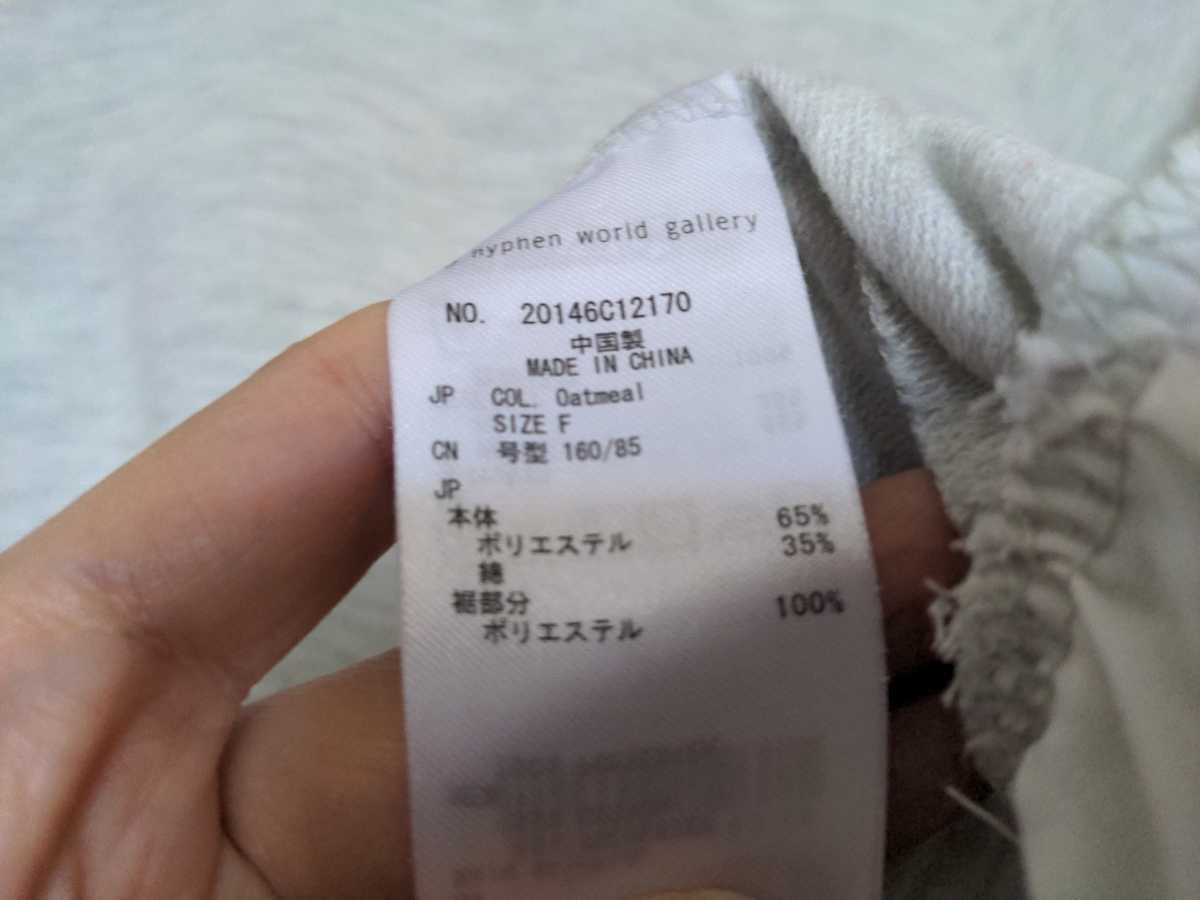 hyphen world gallery
NO. 20146C12170
中国製
MADE IN CHINA
JP COL. Oatmeal
SIZE F
CN 号型 160/85
JP
本体
ポリエステル 65%
綿 35%
裾部分
ポリエステル 100%